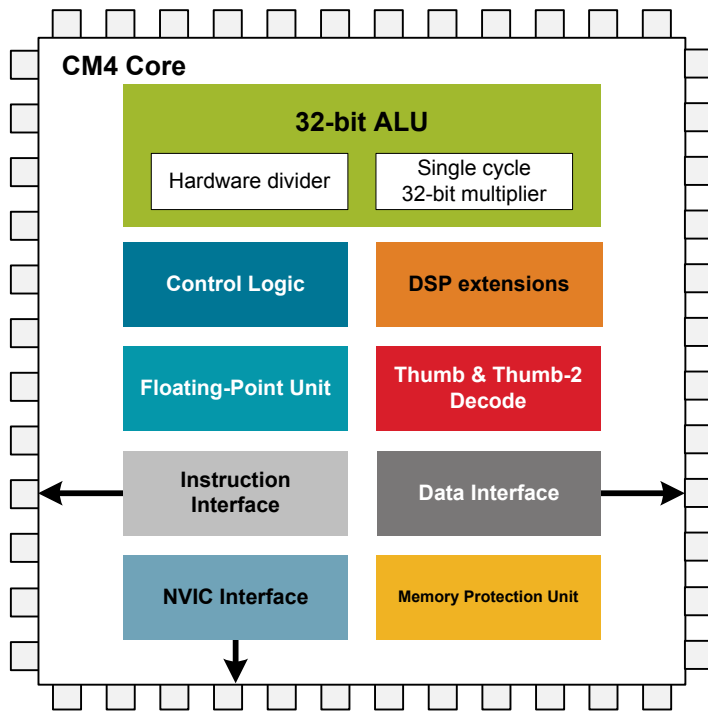 CM4 Core
32-bit ALU
Hardware divider
Single cycle
32-bit multiplier
Control Logic
DSP extensions
Floating-Point Unit
Thumb & Thumb-2
Decode
Instruction
Interface
Data Interface
NVIC Interface
Memory Protection Unit